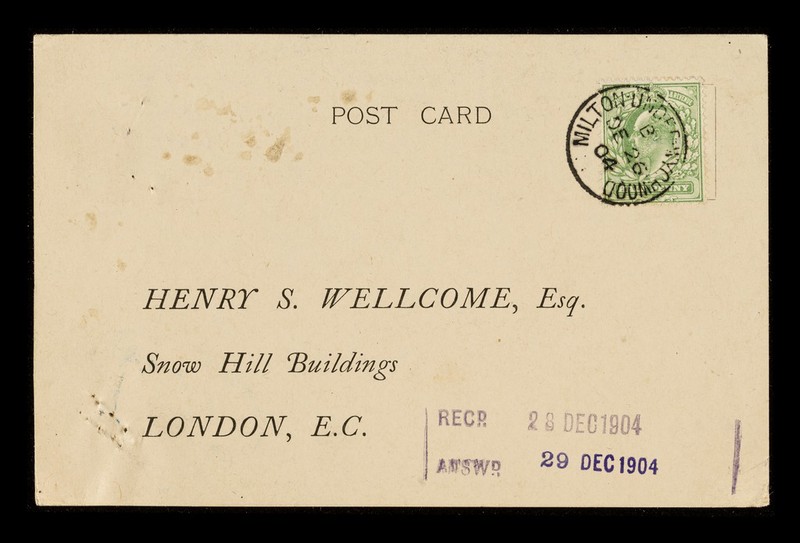 POST CARD
MILTON-UNDER-WYCHWOOD
B
DE 26
04
HENRY S. WELLCOME, Esq.
Snow Hill Buildings
LONDON, E.C.
RECD 28 DEC 1904
ANSWD 29 DEC 1904